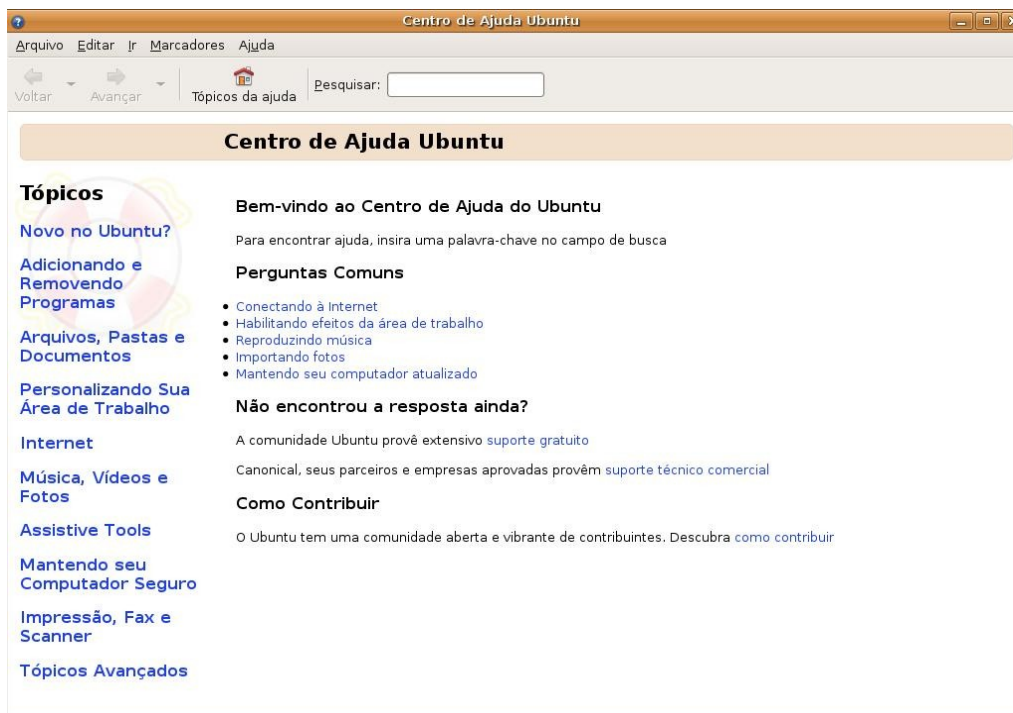 Centro de Ajuda Ubuntu
Arquivo Editar Ir Marcadores Ajuda
Voltar Avançar Tópicos da ajuda Pesquisar:
Centro de Ajuda Ubuntu
Tópicos
Novo no Ubuntu?
Adicionando e
Removendo
Programas
Arquivos, Pastas e
Documentos
Personalizando Sua
Área de Trabalho
Internet
Música, Vídeos e
Fotos
Assistive Tools
Mantendo seu
Computador Seguro
Impressão, Fax e
Scanner
Tópicos Avançados
Bem-vindo ao Centro de Ajuda do Ubuntu
Para encontrar ajuda, insira uma palavra-chave no campo de busca
Perguntas Comuns
Conectando à Internet
Habilitando efeitos da área de trabalho
Reproduzindo música
Importando fotos
Mantendo seu computador atualizado
Não encontrou a resposta ainda?
A comunidade Ubuntu provê extensivo suporte gratuito
Canonical, seus parceiros e empresas aprovadas provêm suporte técnico comercial
Como Contribuir
O Ubuntu tem uma comunidade aberta e vibrante de contribuintes. Descubra como contribuir